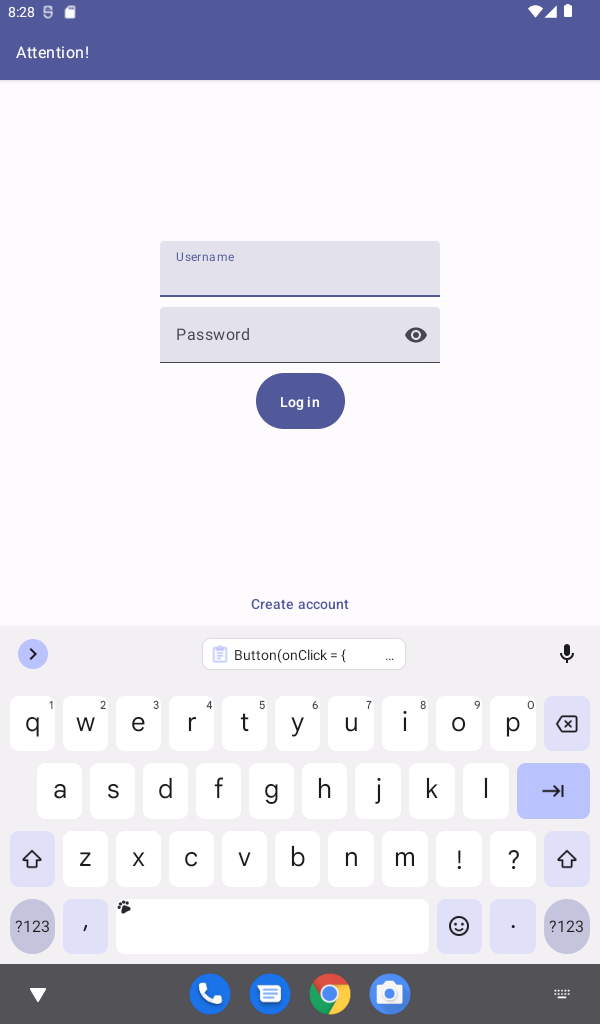 8:28
Attention!
Username
Password
Log in
Create account
Button(onClick = { ...
q 1 w 2 e 3 r 4 t 5 y 6 u 7 i 8 o 9 p 0
a s d f g h j k l
z x c v b n m ! ?
?123 , . ?123